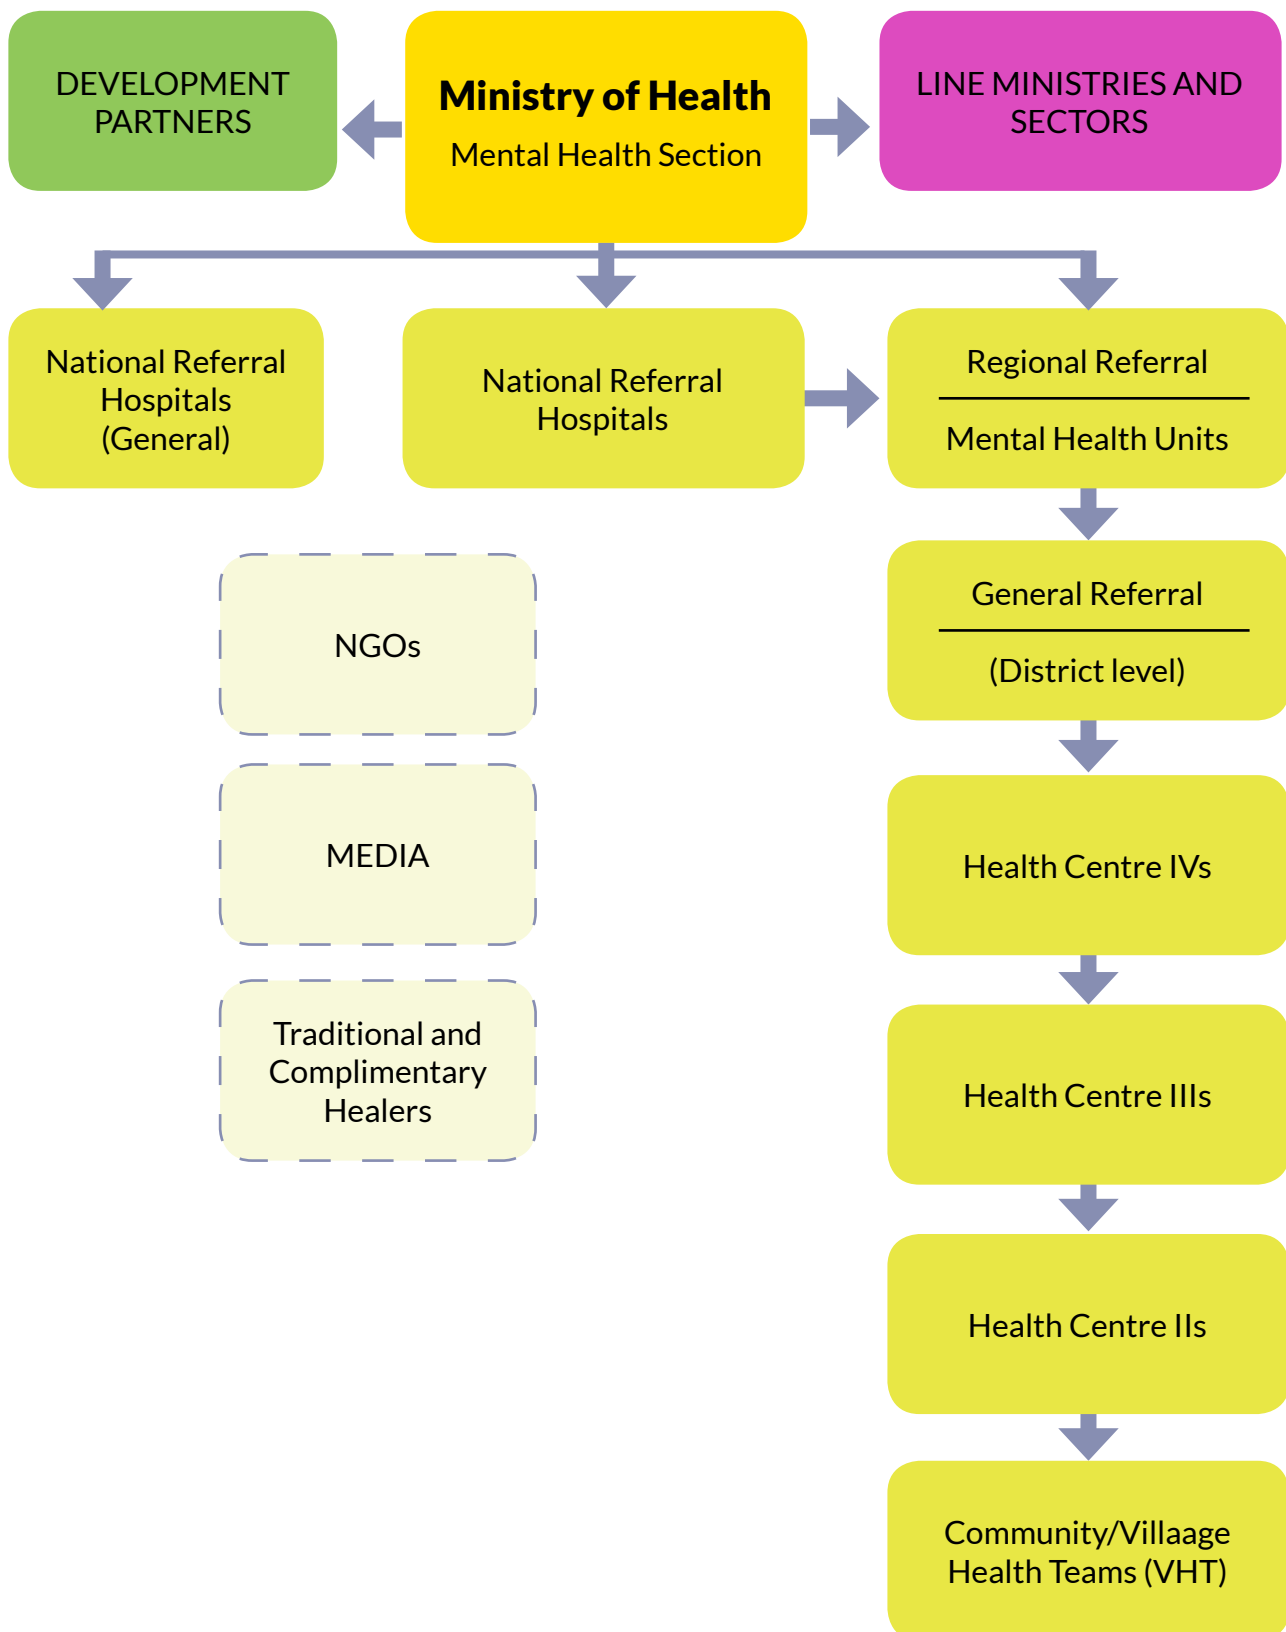 DEVELOPMENT
PARTNERS
Ministry of Health
Mental Health Section
LINE MINISTRIES AND
SECTORS
National Referral
Hospitals
(General)
National Referral
Hospitals
Regional Referral
Mental Health Units
General Referral
(District level)
NGOs
MEDIA
Health Centre IVs
Traditional and
Complimentary
Healers
Health Centre IIIs
Health Centre IIs
Community/Villaage
Health Teams (VHT)